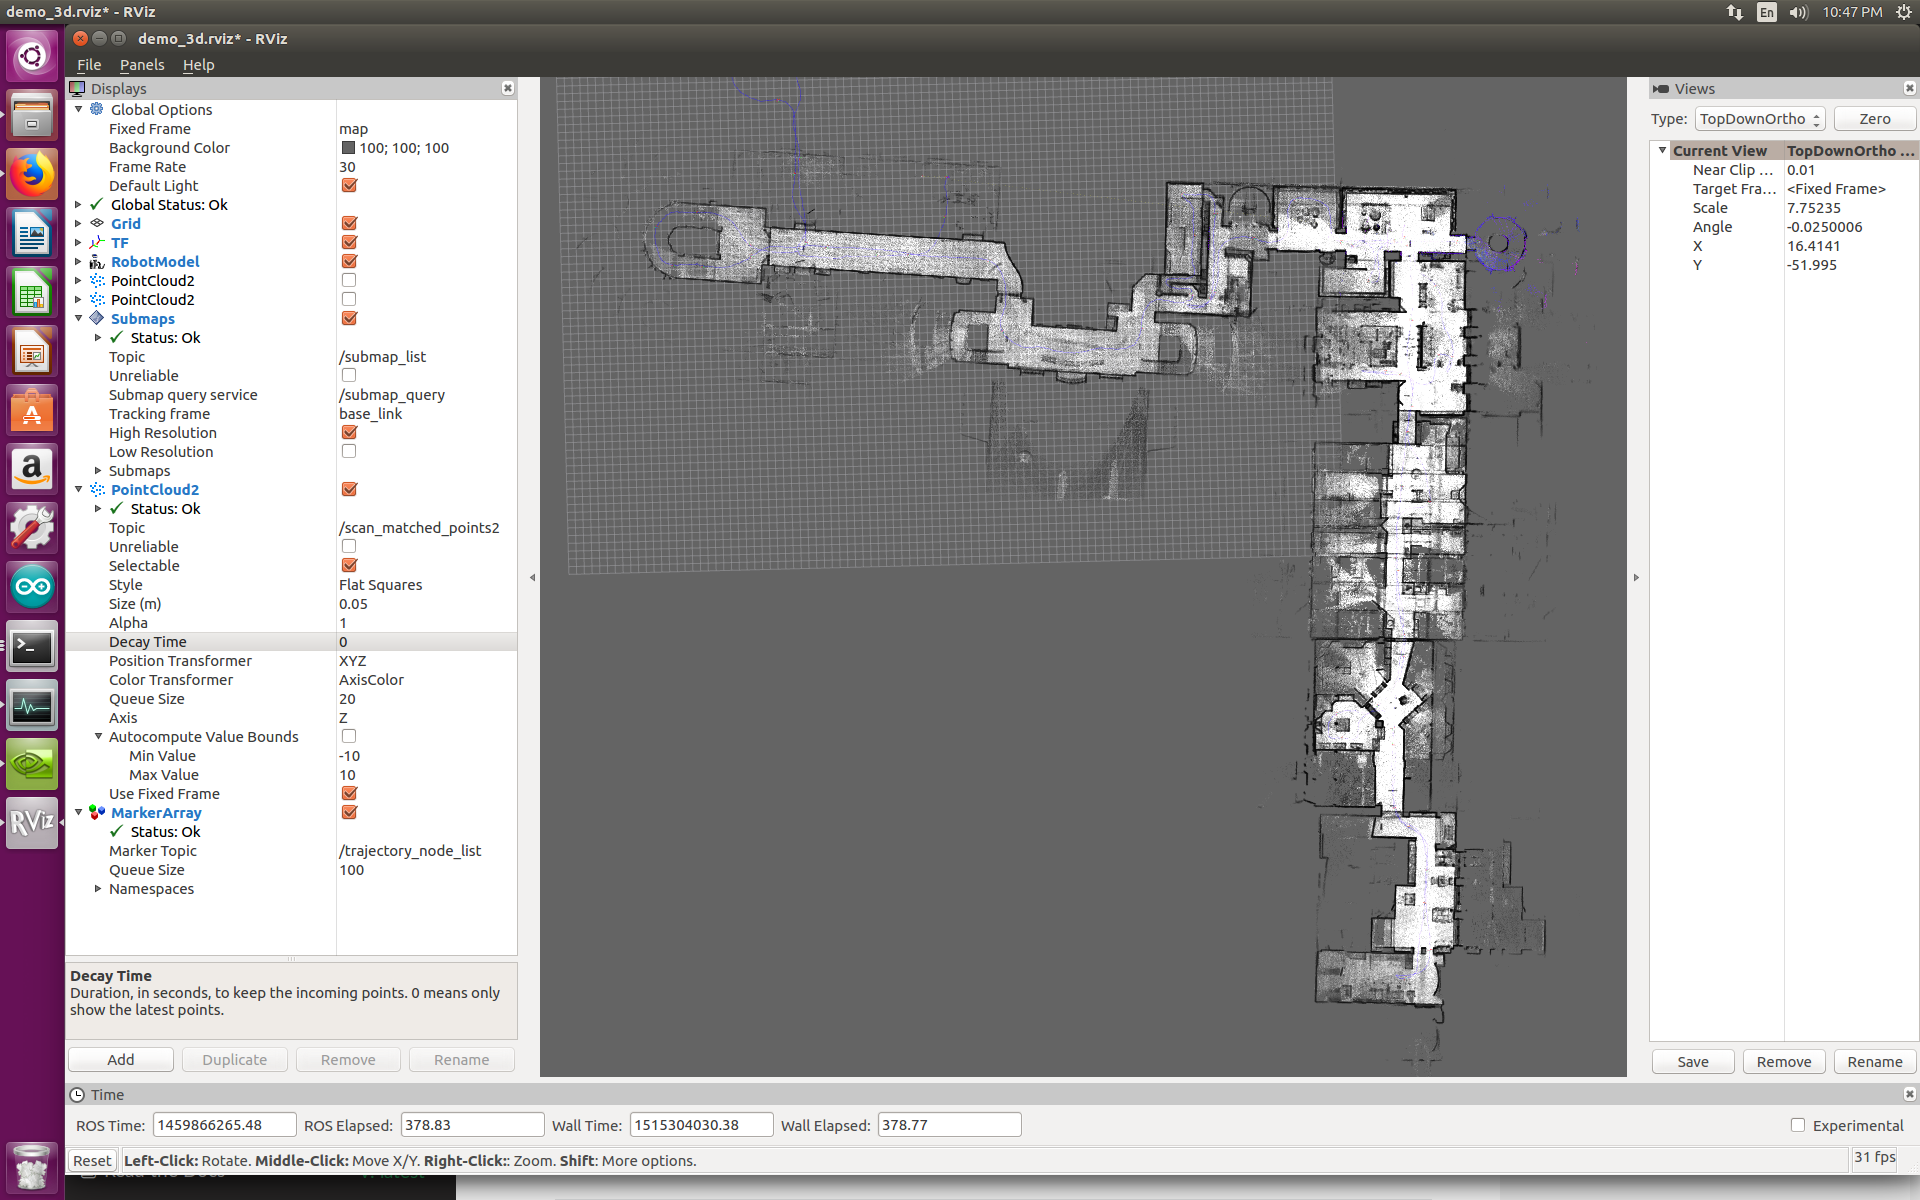 demo_3d.rviz* - RViz
En
10:47 PM
demo_3d.rviz* - RViz
File Panels Help
Displays
Global Options
Fixed Frame map
Background Color 100; 100; 100
Frame Rate 30
Default Light
Global Status: Ok
Grid
TF
RobotModel
PointCloud2
PointCloud2
Submaps
Status: Ok
Topic /submap_list
Unreliable
Submap query service /submap_query
Tracking frame base_link
High Resolution
Low Resolution
Submaps
PointCloud2
Status: Ok
Topic /scan_matched_points2
Unreliable
Selectable
Style Flat Squares
Size (m) 0.05
Alpha 1
Decay Time 0
Position Transformer XYZ
Color Transformer AxisColor
Queue Size 20
Axis Z
Autocompute Value Bounds
Min Value -10
Max Value 10
Use Fixed Frame
MarkerArray
Status: Ok
Marker Topic /trajectory_node_list
Queue Size 100
Namespaces
Decay Time
Duration, in seconds, to keep the incoming points. 0 means only
show the latest points.
Add Duplicate Remove Rename
Views
Type: TopDownOrtho Zero
Current View TopDownOrtho ...
Near Clip ... 0.01
Target Fra... <Fixed Frame>
Scale 7.75235
Angle -0.0250006
X 16.4141
Y -51.995
Save Remove Rename
Time
ROS Time: 1459866265.48 ROS Elapsed: 378.83 Wall Time: 1515304030.38 Wall Elapsed: 378.77 Experimental
Reset Left-Click: Rotate. Middle-Click: Move X/Y. Right-Click:: Zoom. Shift: More options. 31 fps
a
RViz